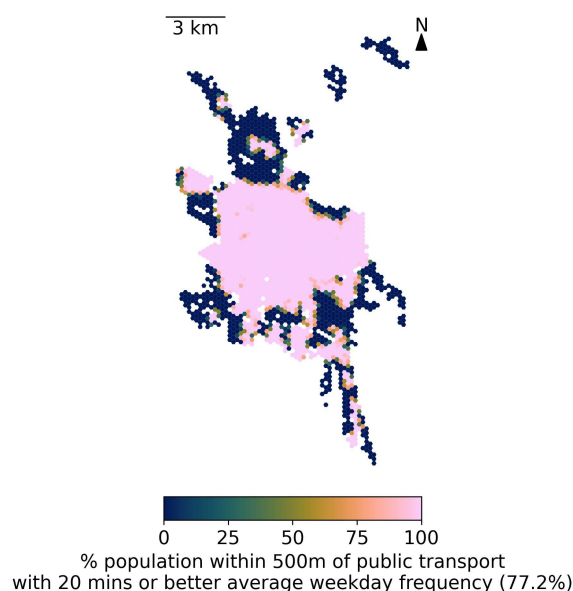 3 km
N
0 25 50 75 100
% population within 500m of public transport
with 20 mins or better average weekday frequency (77.2%)